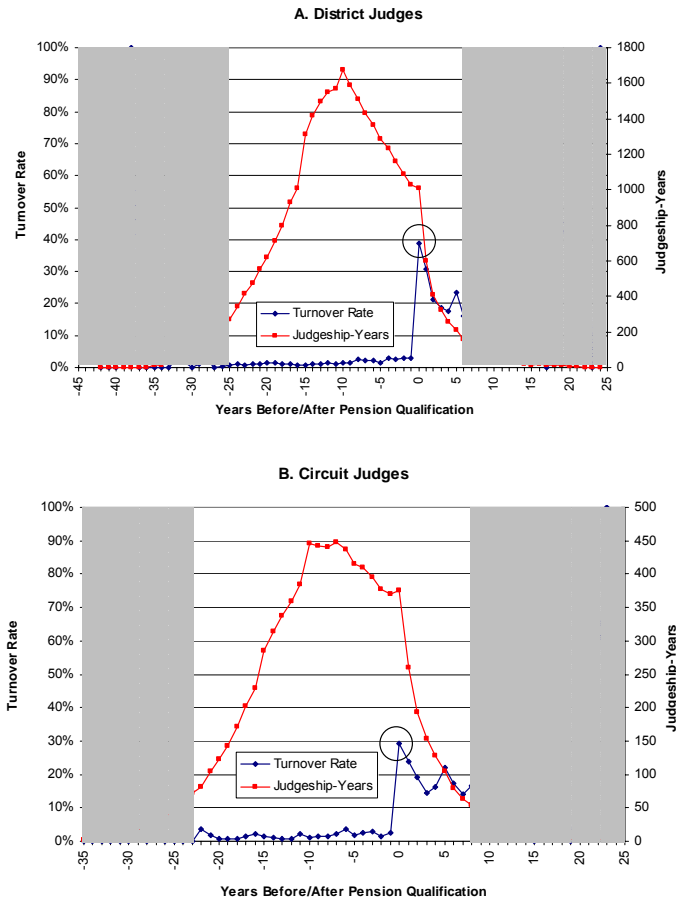 A. District Judges
100% 1800
90% 1600
80% 1400
70% 1200
60% 1000
50% 800
40% 600
30% 400
20% 200
10% 0
0%
Turnover Rate
Judgeship-Years
Turnover Rate
Judgeship-Years
-45 -40 -35 -30 -25 -20 -15 -10 -5 0 5 10 15 20 25
Years Before/After Pension Qualification
B. Circuit Judges
100% 500
90% 450
80% 400
70% 350
60% 300
50% 250
40% 200
30% 150
20% 100
10% 50
0% 0
Turnover Rate
Judgeship-Years
Turnover Rate
Judgeship-Years
-35 -30 -25 -20 -15 -10 -5 0 5 10 15 20 25
Years Before/After Pension Qualification